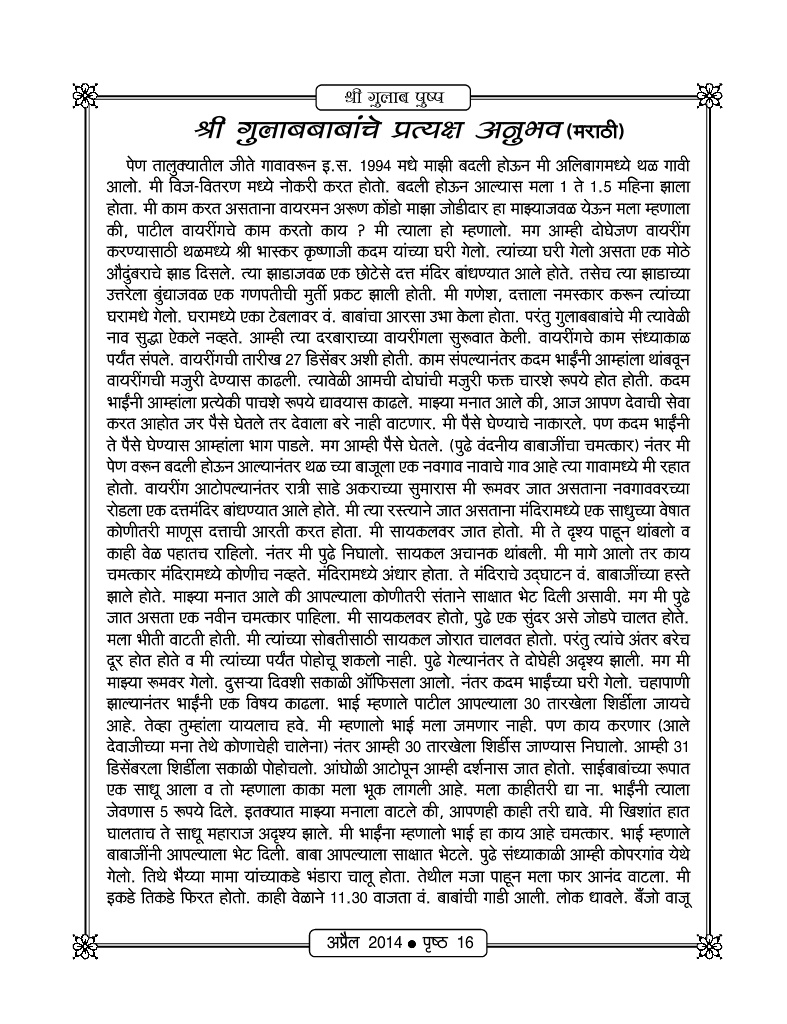 श्री गुलाब पुष्प
श्री गुलाबबाबांचे प्रत्यक्ष अनुभव (मराठी)
पेण तालुक्यातील जीते गावावरून इ.स. 1994 मधे माझी बदली होऊन मी अलिबागमध्ये थळ गावी
आलो. मी विज-वितरण मध्ये नोकरी करत होतो. बदली होऊन आल्यास मला 1 ते 1.5 महिना झाला
होता. मी काम करत असताना वायरमन अरूण कोंडो माझा जोडीदार हा माझ्याजवळ येऊन मला म्हणाला
की, पाटील वायरींगचे काम करतो काय ? मी त्याला हो म्हणालो. मग आम्ही दोघेजण वायरींग
करण्यासाठी थळमध्ये श्री भास्कर कृष्णाजी कदम यांच्या घरी गेलो. त्यांच्या घरी गेलो असता एक मोठे
औदुंबराचे झाड दिसले. त्या झाडाजवळ एक छोटेसे दत्त मंदिर बांधण्यात आले होते. तसेच त्या झाडाच्या
उत्तरेला बुंद्याजवळ एक गणपतीची मुर्ती प्रकट झाली होती. मी गणेश, दत्ताला नमस्कार करून त्यांच्या
घरामधे गेलो. घरामध्ये एका टेबलावर वं. बाबांचा आरसा उभा केला होता. परंतु गुलाबबाबांचे मी त्यावेळी
नाव सुद्धा ऐकले नव्हते. आम्ही त्या दरबाराच्या वायरींगला सुरूवात केली. वायरींगचे काम संध्याकाळ
पर्यंत संपले. वायरींगची तारीख 27 डिसेंबर अशी होती. काम संपल्यानंतर कदम भाईंनी आम्हांला थांबवून
वायरींगची मजुरी देण्यास काढली. त्यावेळी आमची दोघांची मजुरी फक्त चारशे रूपये होत होती. कदम
भाईंनी आम्हांला प्रत्येकी पाचशे रूपये द्यावयास काढले. माझ्या मनात आले की, आज आपण देवाची सेवा
करत आहोत जर पैसे घेतले तर देवाला बरे नाही वाटणार. मी पैसे घेण्याचे नाकारले. पण कदम भाईंनी
ते पैसे घेण्यास आम्हांला भाग पाडले. मग आम्ही पैसे घेतले. (पुढे वंदनीय बाबाजींचा चमत्कार) नंतर मी
पेण वरून बदली होऊन आल्यानंतर थळ च्या बाजूला एक नवगाव नावाचे गाव आहे त्या गावामध्ये मी रहात
होतो. वायरींग आटोपल्यानंतर रात्री साडे अकराच्या सुमारास मी रूमवर जात असताना नवगाववरच्या
रोडला एक दत्तमंदिर बांधण्यात आले होते. मी त्या रस्त्याने जात असताना मंदिरामध्ये एक साधुच्या वेषात
कोणीतरी माणूस दत्ताची आरती करत होता. मी सायकलवर जात होतो. मी ते दृश्य पाहून थांबलो व
काही वेळ पहातच राहिलो. नंतर मी पुढे निघालो. सायकल अचानक थांबली. मी मागे आलो तर काय
चमत्कार मंदिरामध्ये कोणीच नव्हते. मंदिरामध्ये अंधार होता. ते मंदिराचे उद्‌घाटन वं. बाबाजींच्या हस्ते
झाले होते. माझ्या मनात आले की आपल्याला कोणीतरी संताने साक्षात भेट दिली असावी. मग मी पुढे
जात असता एक नवीन चमत्कार पाहिला. मी सायकलवर होतो, पुढे एक सुंदर असे जोडपे चालत होते.
मला भीती वाटती होती. मी त्यांच्या सोबतीसाठी सायकल जोरात चालवत होतो. परंतु त्यांचे अंतर बरेच
दूर होत होते व मी त्यांच्या पर्यंत पोहोचू शकलो नाही. पुढे गेल्यानंतर ते दोघेही अदृश्य झाली. मग मी
माझ्या रूमवर गेलो. दुसऱ्या दिवशी सकाळी ऑफिसला आलो. नंतर कदम भाईंच्या घरी गेलो. चहापाणी
झाल्यानंतर भाईंनी एक विषय काढला. भाई म्हणाले पाटील आपल्याला 30 तारखेला शिर्डीला जायचे
आहे. तेव्हा तुम्हांला यायलाच हवे. मी म्हणालो भाई मला जमणार नाही. पण काय करणार (आले
देवाजीच्या मना तेथे कोणाचेही चालेना) नंतर आम्ही 30 तारखेला शिर्डीस जाण्यास निघालो. आम्ही 31
डिसेंबरला शिर्डीला सकाळी पोहोचलो. आंघोळी आटोपून आम्ही दर्शनास जात होतो. साईबाबांच्या रूपात
एक साधू आला व तो म्हणाला काका मला भूक लागली आहे. मला काहीतरी द्या ना. भाईंनी त्याला
जेवणास 5 रूपये दिले. इतक्यात माझ्या मनाला वाटले की, आपणही काही तरी द्यावे. मी खिशांत हात
घालताच ते साधू महाराज अदृश्य झाले. मी भाईंना म्हणालो भाई हा काय आहे चमत्कार. भाई म्हणाले
बाबाजींनी आपल्याला भेट दिली. बाबा आपल्याला साक्षात भेटले. पुढे संध्याकाळी आम्ही कोपरगांव येथे
गेलो. तिथे भैय्या मामा यांच्याकडे भंडारा चालू होता. तेथील मजा पाहून मला फार आनंद वाटला. मी
इकडे तिकडे फिरत होतो. काही वेळाने 11.30 वाजता वं. बाबांची गाडी आली. लोक धावले. बॅंजो वाजू
अप्रैल 2014 ● पृष्ठ 16